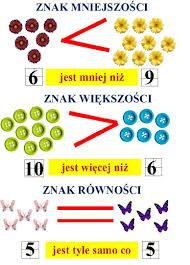 ZNAK MNIEJSZOŚCI
<
6 jest mniej niż 9
ZNAK WIĘKSZOŚCI
>
10 jest więcej niż 6
ZNAK RÓWNOŚCI
=
5 jest tyle samo co 5